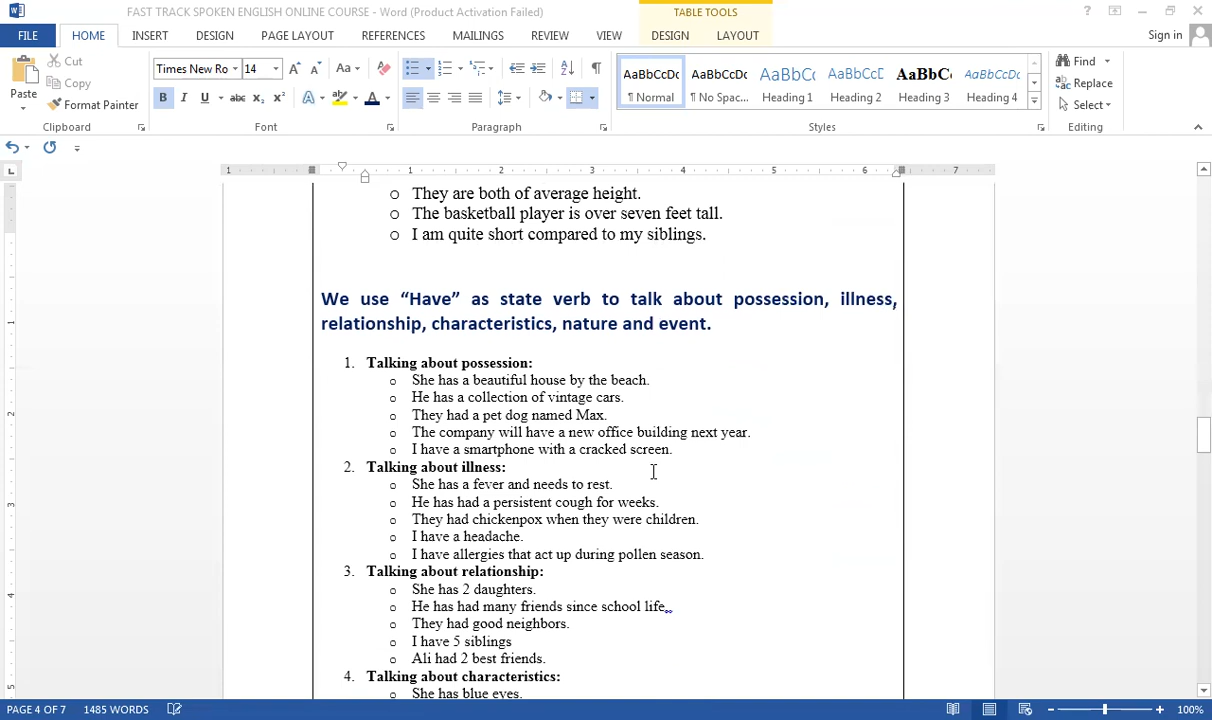 FAST TRACK SPOKEN ENGLISH ONLINE COURSE - Word (Product Activation Failed)
TABLE TOOLS
?
FILE HOME INSERT DESIGN PAGE LAYOUT REFERENCES MAILINGS REVIEW VIEW DESIGN LAYOUT Sign in
Paste
Cut
Copy
Format Painter
Clipboard
Times New Ro 14
Font
Paragraph
AaBbCcDc AaBbCcDc AaBbCcD AaBbCcD AaBbC AaBbCcDc
¶ Normal ¶ No Spac... Heading 1 Heading 2 Heading 3 Heading 4
Styles
Find
Replace
Select
Editing
1 1 2 3 4 5 6 7
o They are both of average height.
o The basketball player is over seven feet tall.
o I am quite short compared to my siblings.
We use “Have” as state verb to talk about possession, illness,
relationship, characteristics, nature and event.
1. Talking about possession:
o She has a beautiful house by the beach.
o He has a collection of vintage cars.
o They had a pet dog named Max.
o The company will have a new office building next year.
o I have a smartphone with a cracked screen.
2. Talking about illness:
o She has a fever and needs to rest.
o He has had a persistent cough for weeks.
o They had chickenpox when they were children.
o I have a headache.
o I have allergies that act up during pollen season.
3. Talking about relationship:
o She has 2 daughters.
o He has had many friends since school life..
o They had good neighbors.
o I have 5 siblings
o Ali had 2 best friends.
4. Talking about characteristics:
o She has blue eyes.
PAGE 4 OF 7 1485 WORDS 100%